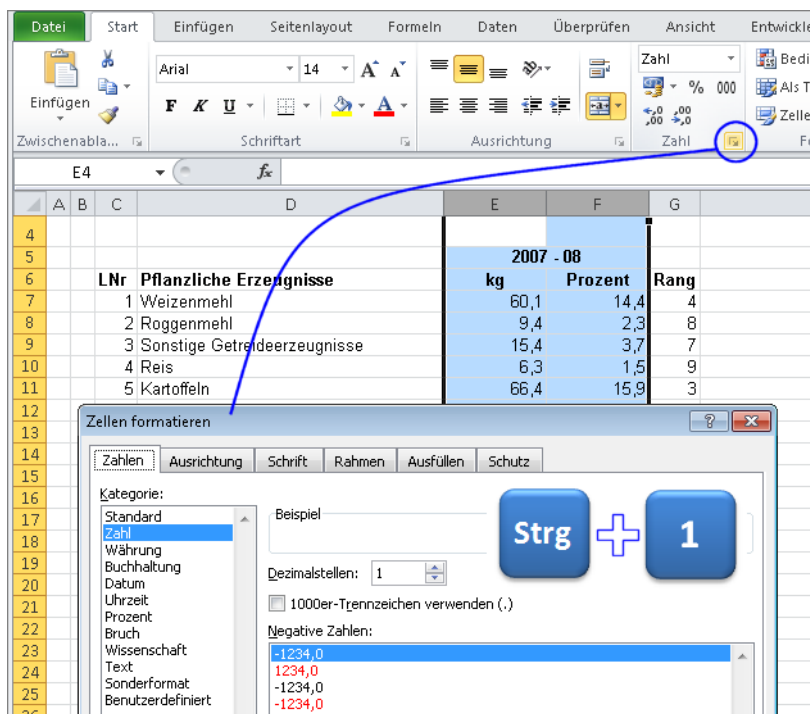 Datei Start Einfügen Seitenlayout Formeln Daten Überprüfen Ansicht
Einfügen
Arial 14 A A
F K U A
Zahl
% 000
,0 ,00
,00 ,0
Zwischenabla... Schriftart Ausrichtung Zahl
E4 fx
A B C D E F G
4
5 2007 - 08
6 LNr Pflanzliche Erzeugnisse kg Prozent Rang
7 1 Weizenmehl 60,1 14,4 4
8 2 Roggenmehl 9,4 2,3 8
9 3 Sonstige Getreideerzeugnisse 15,4 3,7 7
10 4 Reis 6,3 1,5 9
11 5 Kartoffeln 66,4 15,9 3
12
13
14
15
16
17
18
19
20
21
22
23
24
25
Zellen formatieren ?
Zahlen Ausrichtung Schrift Rahmen Ausfüllen Schutz
Kategorie:
Standard
Zahl
Währung
Buchhaltung
Datum
Uhrzeit
Prozent
Bruch
Wissenschaft
Text
Sonderformat
Benutzerdefiniert
Beispiel
Strg + 1
Dezimalstellen: 1
1000er-Trennzeichen verwenden (.)
Negative Zahlen:
-1234,0
1234,0
-1234,0
-1234,0